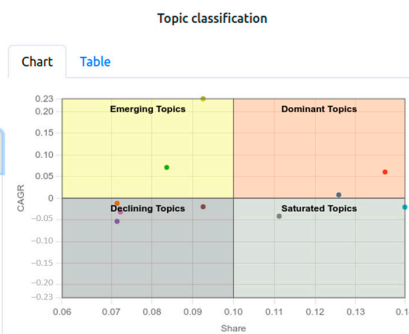 Topic classification
Chart
Table
0.23
0.20
0.15
0.10
0.05
0
−0.05
−0.10
−0.15
−0.20
−0.23
CAGR
Emerging Topics
Dominant Topics
Declining Topics
Saturated Topics
0.06
0.07
0.08
0.09
0.10
0.11
0.12
0.13
0.1
Share